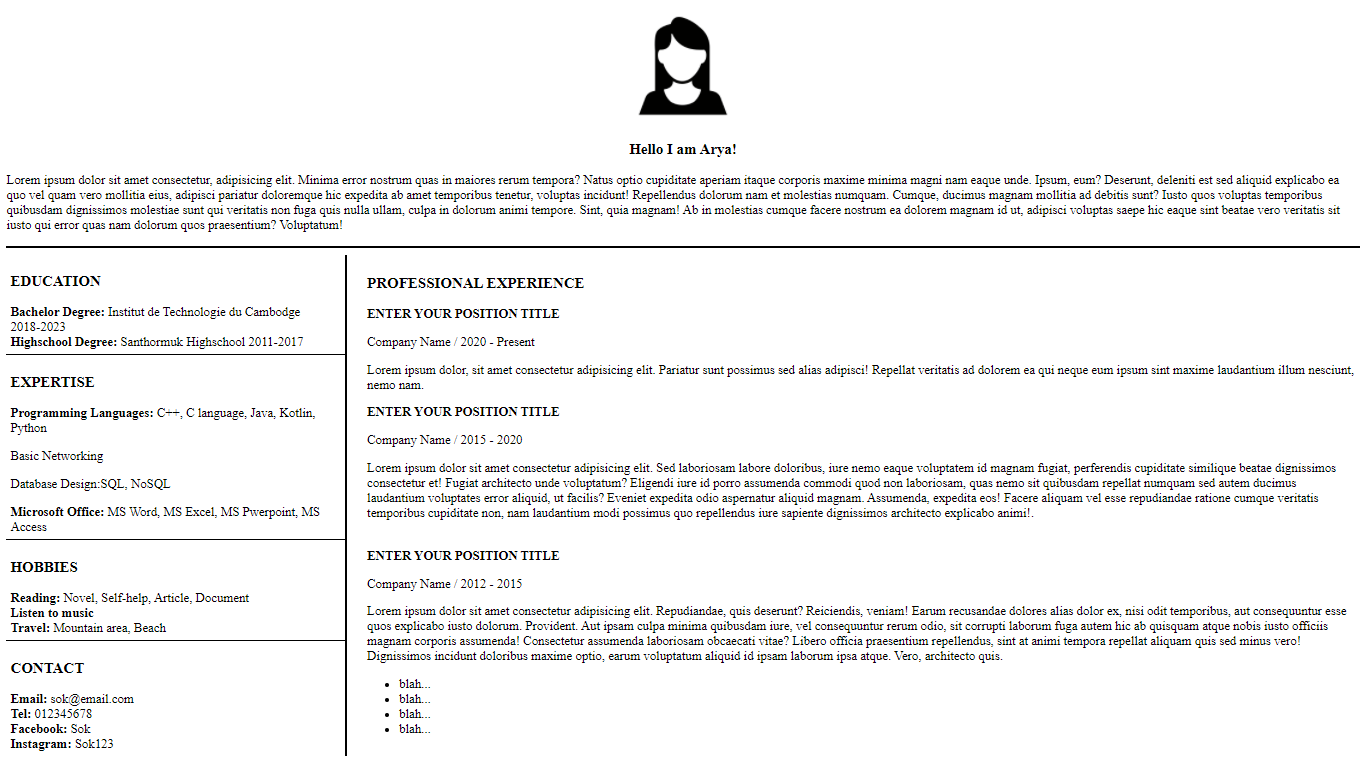 Hello I am Arya!
Lorem ipsum dolor sit amet consectetur, adipisicing elit. Minima error nostrum quas in maiores rerum tempora? Natus optio cupiditate aperiam itaque corporis maxime minima magni nam eaque unde. Ipsum, eum? Deserunt, deleniti est sed aliquid explicabo ea
quo vel quam vero mollitia eius, adipisci pariatur doloremque hic expedita ab amet temporibus tenetur, voluptas incidunt! Repellendus dolorum nam et molestias numquam. Cumque, ducimus magnam mollitia ad debitis sunt? Iusto quos voluptas temporibus
quibusdam dignissimos molestiae sunt qui veritatis non fuga quis nulla ullam, culpa in dolorum animi tempore. Sint, quia magnam! Ab in molestias cumque facere nostrum ea dolorem magnam id ut, adipisci voluptas saepe hic eaque sint beatae vero veritatis sit
iusto qui error quas nam dolorum quos praesentium? Voluptatum!
EDUCATION
Bachelor Degree: Institut de Technologie du Cambodge
2018-2023
Highschool Degree: Santhormuk Highschool 2011-2017
EXPERTISE
Programming Languages: C++, C language, Java, Kotlin,
Python
Basic Networking
Database Design:SQL, NoSQL
Microsoft Office: MS Word, MS Excel, MS Pwerpoint, MS
Access
HOBBIES
Reading: Novel, Self-help, Article, Document
Listen to music
Travel: Mountain area, Beach
CONTACT
Email: sok@email.com
Tel: 012345678
Facebook: Sok
Instagram: Sok123
PROFESSIONAL EXPERIENCE
ENTER YOUR POSITION TITLE
Company Name / 2020 - Present
Lorem ipsum dolor, sit amet consectetur adipisicing elit. Pariatur sunt possimus sed alias adipisci! Repellat veritatis ad dolorem ea qui neque eum ipsum sint maxime laudantium illum nesciunt,
nemo nam.
ENTER YOUR POSITION TITLE
Company Name / 2015 - 2020
Lorem ipsum dolor sit amet consectetur adipisicing elit. Sed laboriosam labore doloribus, iure nemo eaque voluptatem id magnam fugiat, perferendis cupiditate similique beatae dignissimos
consectetur et! Fugiat architecto unde voluptatum? Eligendi iure id porro assumenda commodi quod non laboriosam, quas nemo sit quibusdam repellat numquam sed autem ducimus
laudantium voluptates error aliquid, ut facilis? Eveniet expedita odio aspernatur aliquid magnam. Assumenda, expedita eos! Facere aliquam vel esse repudiandae ratione cumque veritatis
temporibus cupiditate non, nam laudantium modi possimus quo repellendus iure sapiente dignissimos architecto explicabo animi!.
ENTER YOUR POSITION TITLE
Company Name / 2012 - 2015
Lorem ipsum dolor sit amet consectetur adipisicing elit. Repudiandae, quis deserunt? Reiciendis, veniam! Earum recusandae dolores alias dolor ex, nisi odit temporibus, aut consequuntur esse
quos explicabo iusto dolorum. Provident. Aut ipsam culpa minima quibusdam iure, vel consequuntur rerum odio, sit corrupti laborum fuga autem hic ab quisquam atque nobis iusto officiis
magnam corporis assumenda! Consectetur assumenda laboriosam obcaecati vitae? Libero officia praesentium repellendus, sint at animi tempora repellat aliquam quis sed minus vero!
Dignissimos incidunt doloribus maxime optio, earum voluptatum aliquid id ipsam laborum ipsa atque. Vero, architecto quis.
• blah...
• blah...
• blah...
• blah...